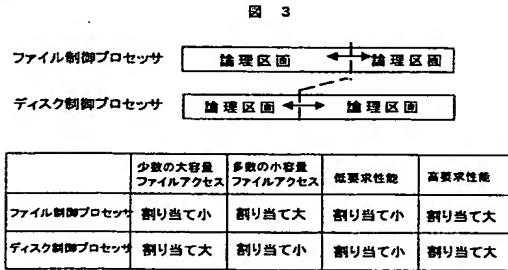 図 3
ファイル制御プロセッサ 論理区画 論理区画
ディスク制御プロセッサ 論理区画 論理区画
少数の大容量ファイルアクセス 多数の小容量ファイルアクセス 低要求性能 高要求性能
ファイル制御プロセッサ 割り当て小 割り当て大 割り当て小 割り当て大
ディスク制御プロセッサ 割り当て大 割り当て小 割り当て小 割り当て大